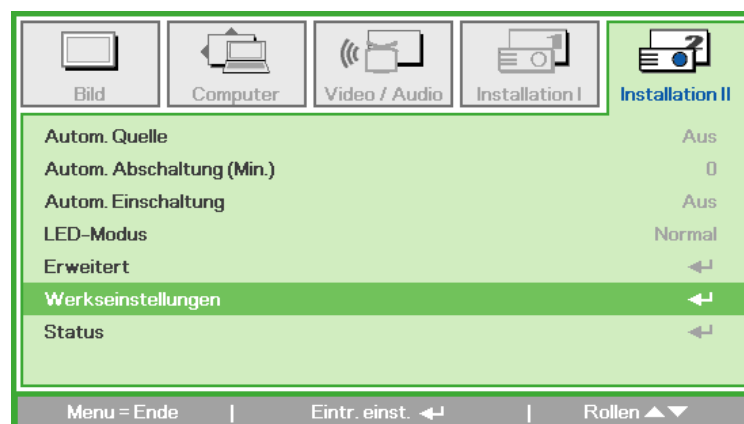 Bild Computer Video / Audio Installation I Installation II
Autom. Quelle Aus
Autom. Abschaltung (Min.) 0
Autom. Einschaltung Aus
LED-Modus Normal
Erweitert
Werkseinstellungen
Status
Menu = Ende | Eintr. einst. | Rollen ▲▼